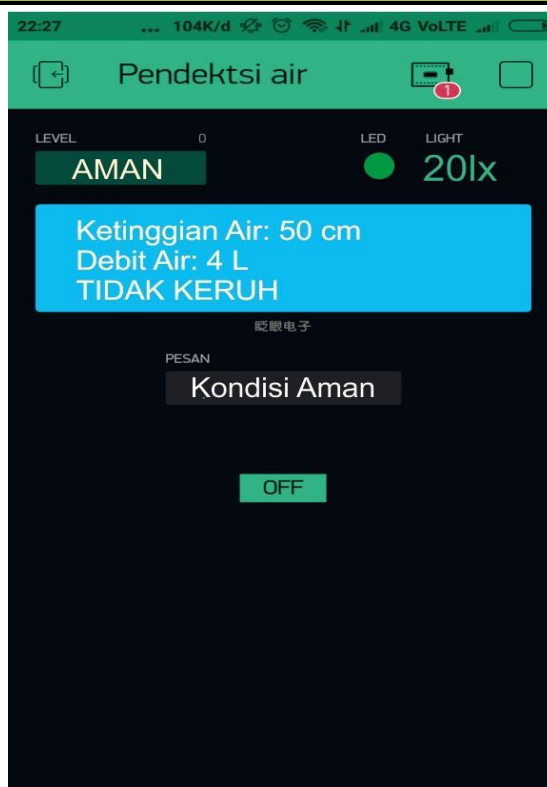 22:27 ... 104K/d 4G VoLTE
Pendektsi air
1
LEVEL 0 LED LIGHT
AMAN 20lx
Ketinggian Air: 50 cm
Debit Air: 4 L
TIDAK KERUH
眨眼电子
PESAN
Kondisi Aman
OFF